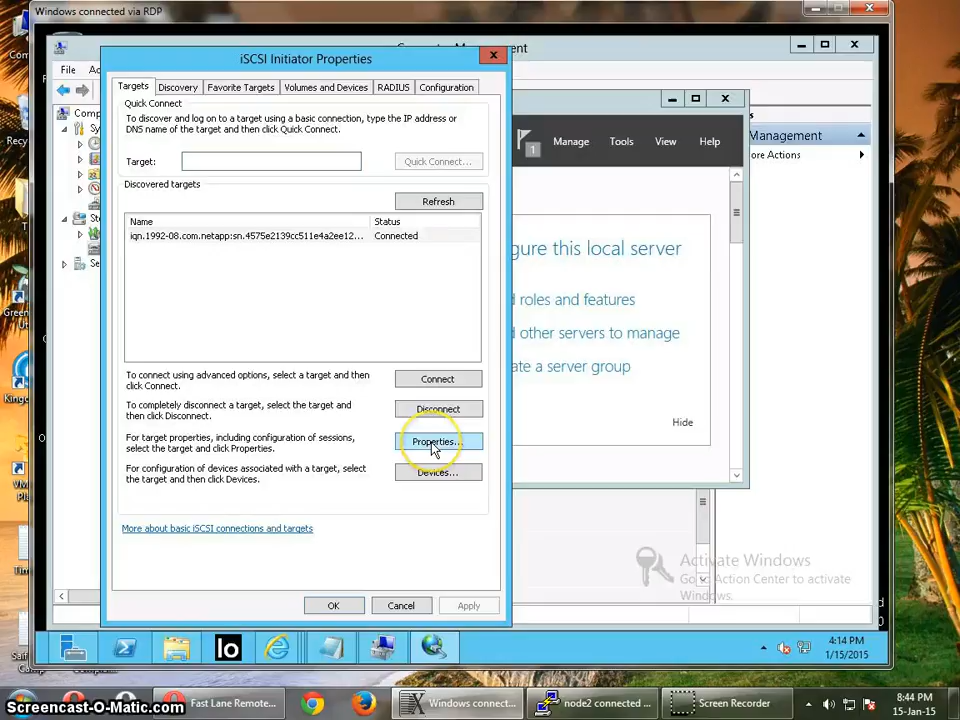 Windows connected via RDP
iSCSI Initiator Properties
Management
File
Targets
Discovery
Favorite Targets
Volumes and Devices
RADIUS
Configuration
Quick Connect
To discover and log on to a target using a basic connection, type the IP address or
DNS name of the target and then click Quick Connect.
Target:
Quick Connect...
Discovered targets
Refresh
Name
Status
iqn.1992-08.com.netapp:sn.4575e2139cc511e4a2ee12...
Connected
To connect using advanced options, select a target and then
click Connect.
Connect
To completely disconnect a target, select the target and
then click Disconnect.
Disconnect
For target properties, including configuration of sessions,
select the target and click Properties.
Properties...
For configuration of devices associated with a target, select
the target and then click Devices.
Devices...
More about basic iSCSI connections and targets
OK
Cancel
Apply
1
Manage
Tools
View
Help
gure this local server
d roles and features
d other servers to manage
ate a server group
Hide
Management
ore Actions
Activate Windows
Go to Action Center to activate
Windows.
4:14 PM
1/15/2015
Fast Lane Remote...
Windows connect...
node2 connected ...
Screen Recorder
8:44 PM
15-Jan-15
Screencast-O-Matic.com